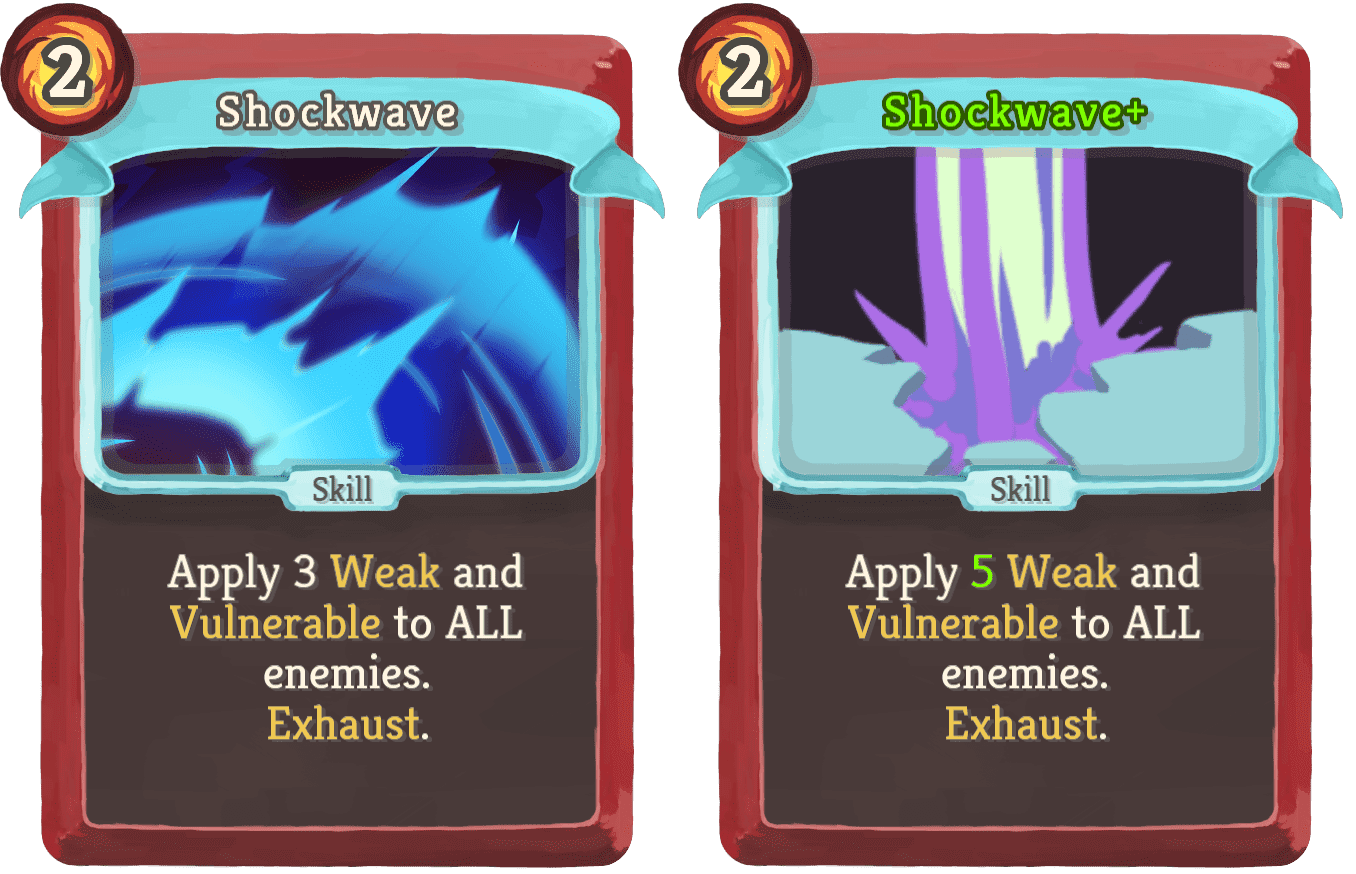 2
Shockwave
Skill
Apply 3 Weak and
Vulnerable to ALL
enemies.
Exhaust.
2
Shockwave+
Skill
Apply 5 Weak and
Vulnerable to ALL
enemies.
Exhaust.